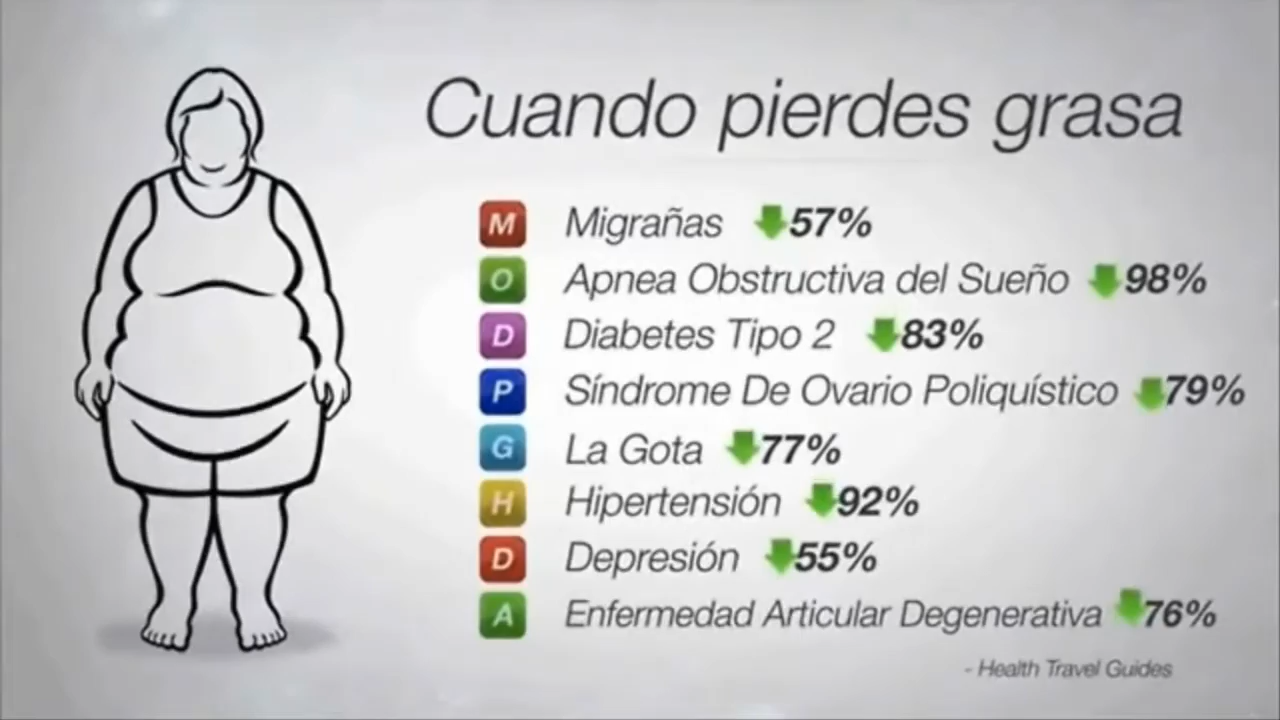 Cuando pierdes grasa
M Migrañas 57%
O Apnea Obstructiva del Sueño 98%
D Diabetes Tipo 2 83%
P Síndrome De Ovario Poliquístico 79%
G La Gota 77%
H Hipertensión 92%
D Depresión 55%
A Enfermedad Articular Degenerativa 76%
- Health Travel Guides